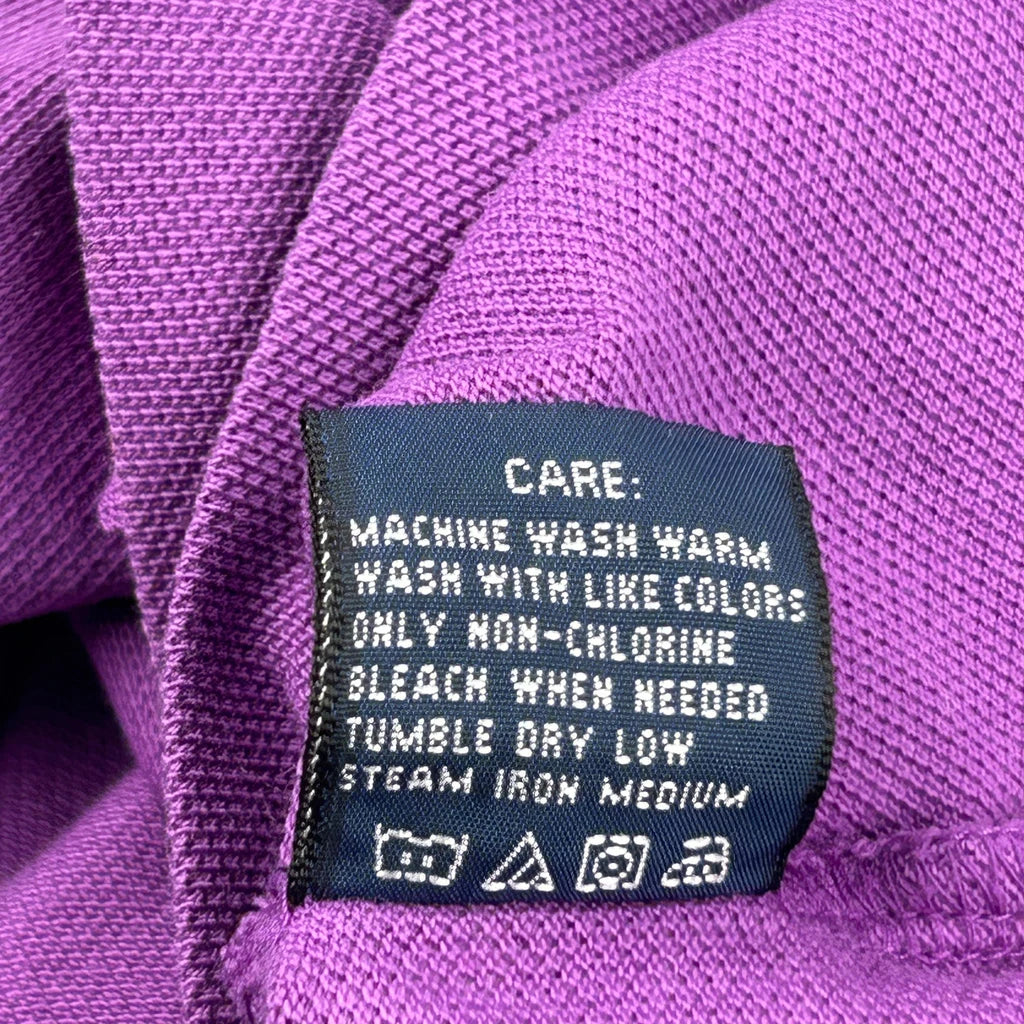 CARE:
MACHINE WASH WARM
WASH WITH LIKE COLORS
ONLY NON-CHLORINE
BLEACH WHEN NEEDED
TUMBLE DRY LOW
STEAM IRON MEDIUM